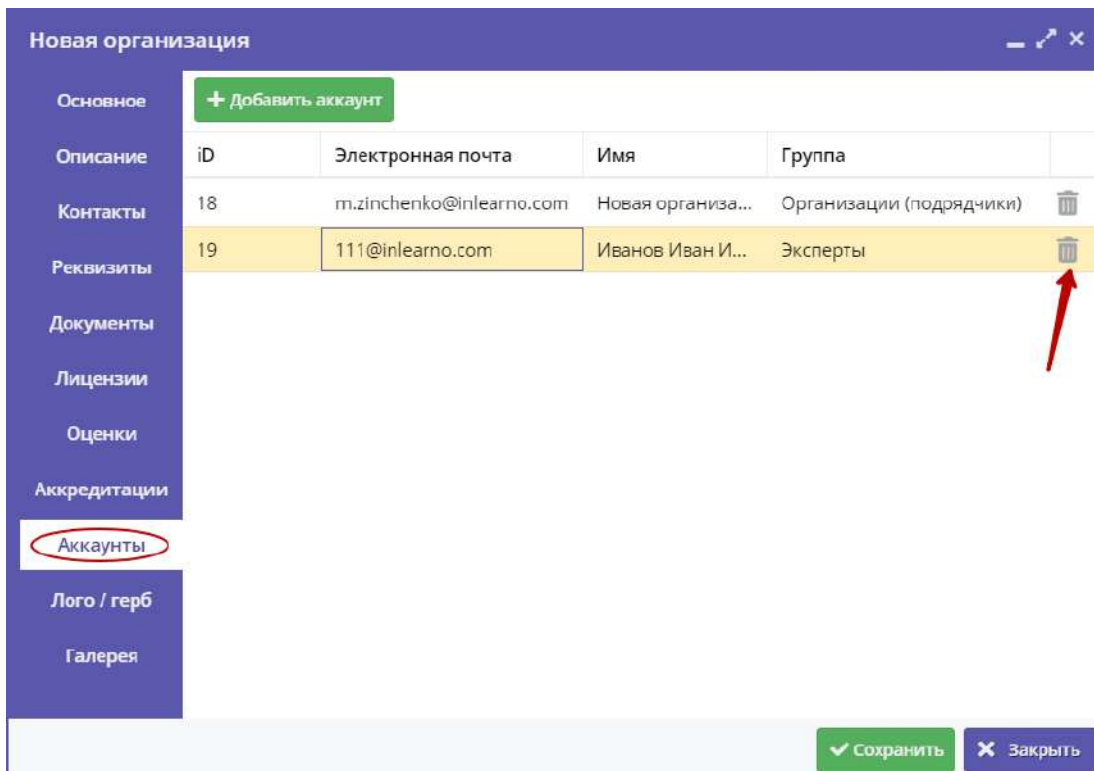 Новая организация
Основное
Описание
Контакты
Реквизиты
Документы
Лицензии
Оценки
Аккредитации
Аккаунты
Лого / герб
Галерея
Добавить аккаунт
iD Электронная почта Имя Группа
18 m.zinchenko@inlearno.com Новая организа... Организации (подрядчики)
19 111@inlearno.com Иванов Иван И... Эксперты
Сохранить Закрыть